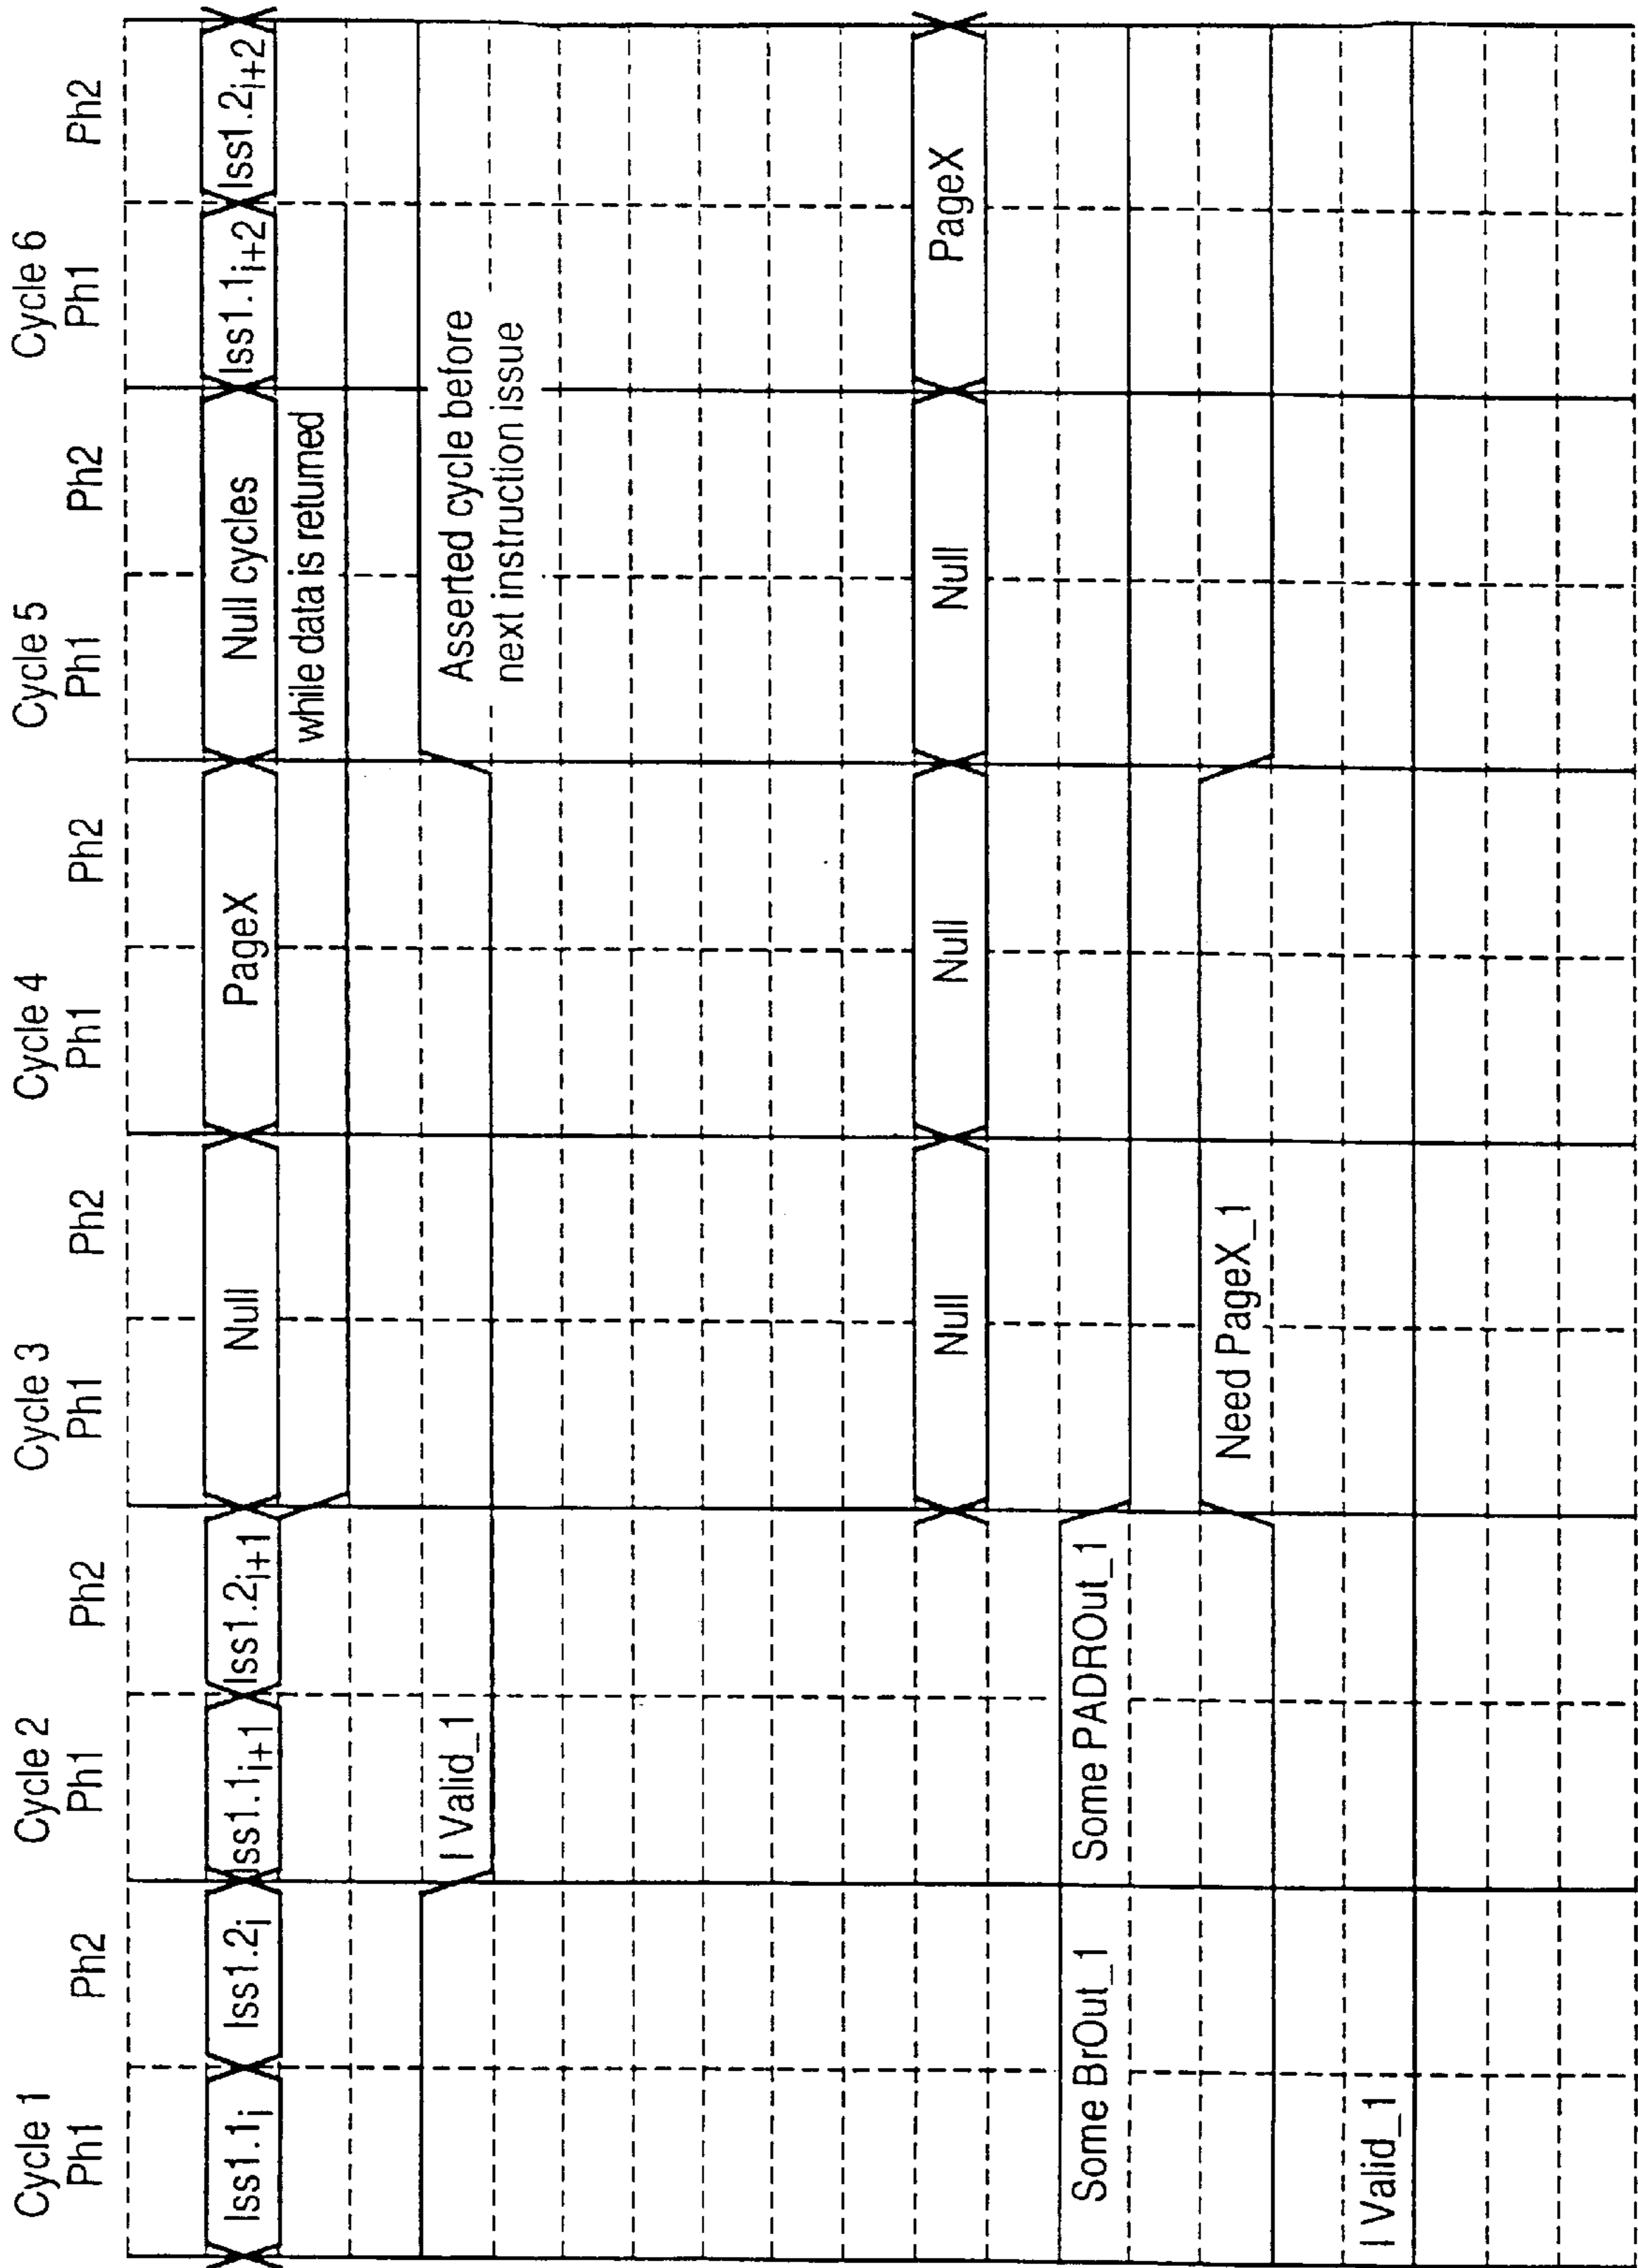 Cycle 1 Cycle 2 Cycle 3 Cycle 4 Cycle 5 Cycle 6
Ph1 Ph2 Ph1 Ph2 Ph1 Ph2 Ph1 Ph2 Ph1 Ph2 Ph1 Ph2
Iss1.1i Iss1.2i Iss1.1i+1 Iss1.2i+1 Null PageX Null cycles Iss1.1i+2 Iss1.2i+2
while data is returned
I Valid_1
Asserted cycle before
next instruction issue
Null Null Null PageX
Some BrOut_1 Some PADROut_1
Need PageX_1
I Valid_1